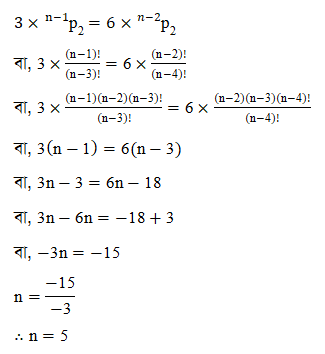 3 × ⁿ⁻¹p₂ = 6 × ⁿ⁻²p₂
বা, 3 × (n−1)!/(n−3)! = 6 × (n−2)!/(n−4)!
বা, 3 × (n−1)(n−2)(n−3)!/(n−3)! = 6 × (n−2)(n−3)(n−4)!/(n−4)!
বা, 3(n − 1) = 6(n − 3)
বা, 3n − 3 = 6n − 18
বা, 3n − 6n = −18 + 3
বা, −3n = −15
n = −15/−3
∴ n = 5